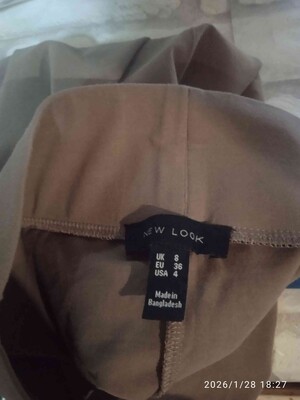 NEW LOOK
UK 8
EU 36
USA 4
Made in
Bangladesh
2026/1/28 18:27